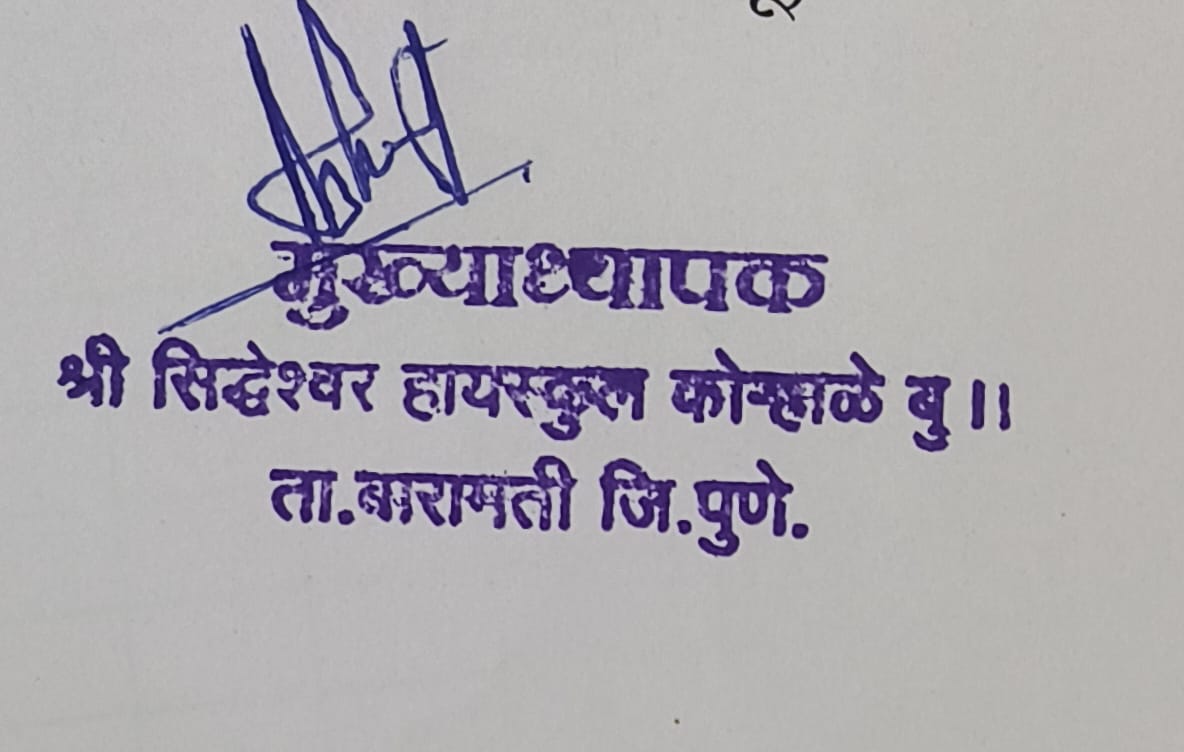 मुख्याध्यापक
श्री सिद्धेश्वर हायस्कुल कोऱ्हाळे बु ।।
ता.बारामती जि.पुणे.